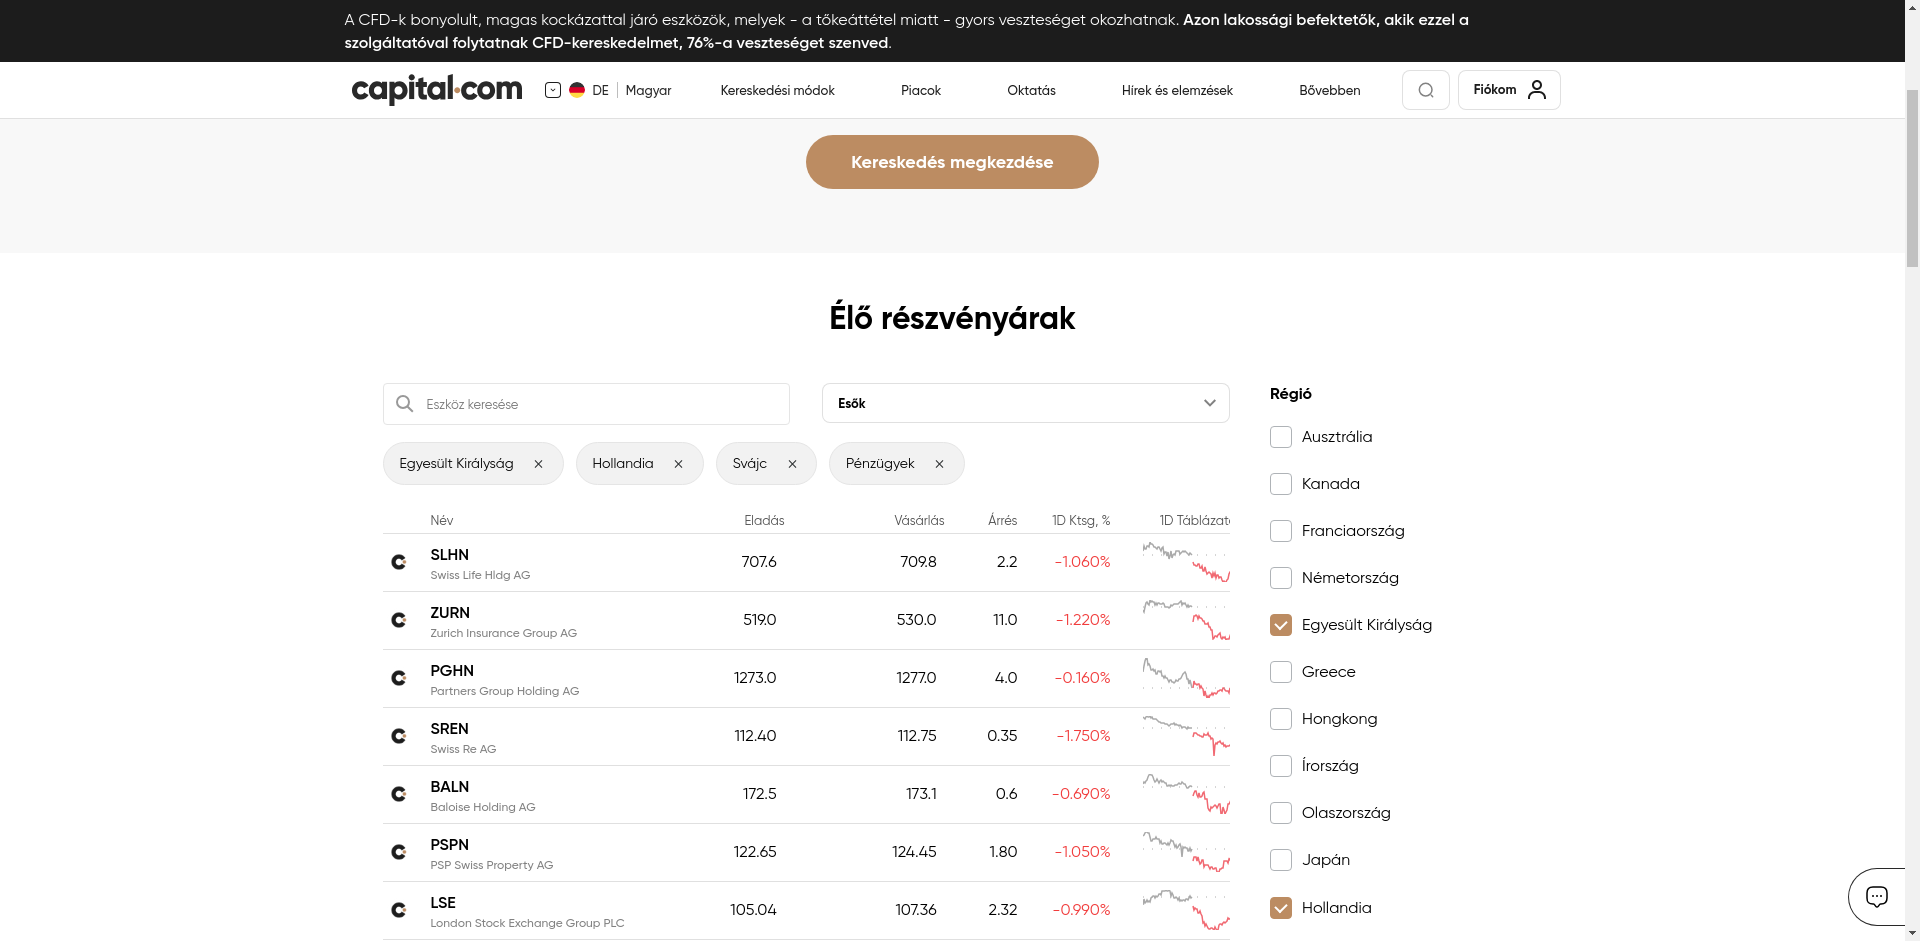 A CFD-k bonyolult, magas kockázattal járó eszközök, melyek - a tőkeáttétel miatt - gyors veszteséget okozhatnak. Azon lakossági befektetők, akik ezzel a
szolgáltatóval folytatnak CFD-kereskedelmet, 76%-a veszteséget szenved.
capital.com DE Magyar Kereskedési módok Piacok Oktatás Hírek és elemzések Bővebben Fiókom
Kereskedés megkezdése
Élő részvényárak
Eszköz keresése
Esők
Egyesült Királyság × Hollandia × Svájc × Pénzügyek ×
Név Eladás Vásárlás Árrés 1D Ktsg, % 1D Táblázat
SLHN 707.6 709.8 2.2 -1.060%
Swiss Life Hldg AG
ZURN 519.0 530.0 11.0 -1.220%
Zurich Insurance Group AG
PGHN 1273.0 1277.0 4.0 -0.160%
Partners Group Holding AG
SREN 112.40 112.75 0.35 -1.750%
Swiss Re AG
BALN 172.5 173.1 0.6 -0.690%
Baloise Holding AG
PSPN 122.65 124.45 1.80 -1.050%
PSP Swiss Property AG
LSE 105.04 107.36 2.32 -0.990%
London Stock Exchange Group PLC
Régió
Ausztrália
Kanada
Franciaország
Németország
Egyesült Királyság
Greece
Hongkong
Írország
Olaszország
Japán
Hollandia